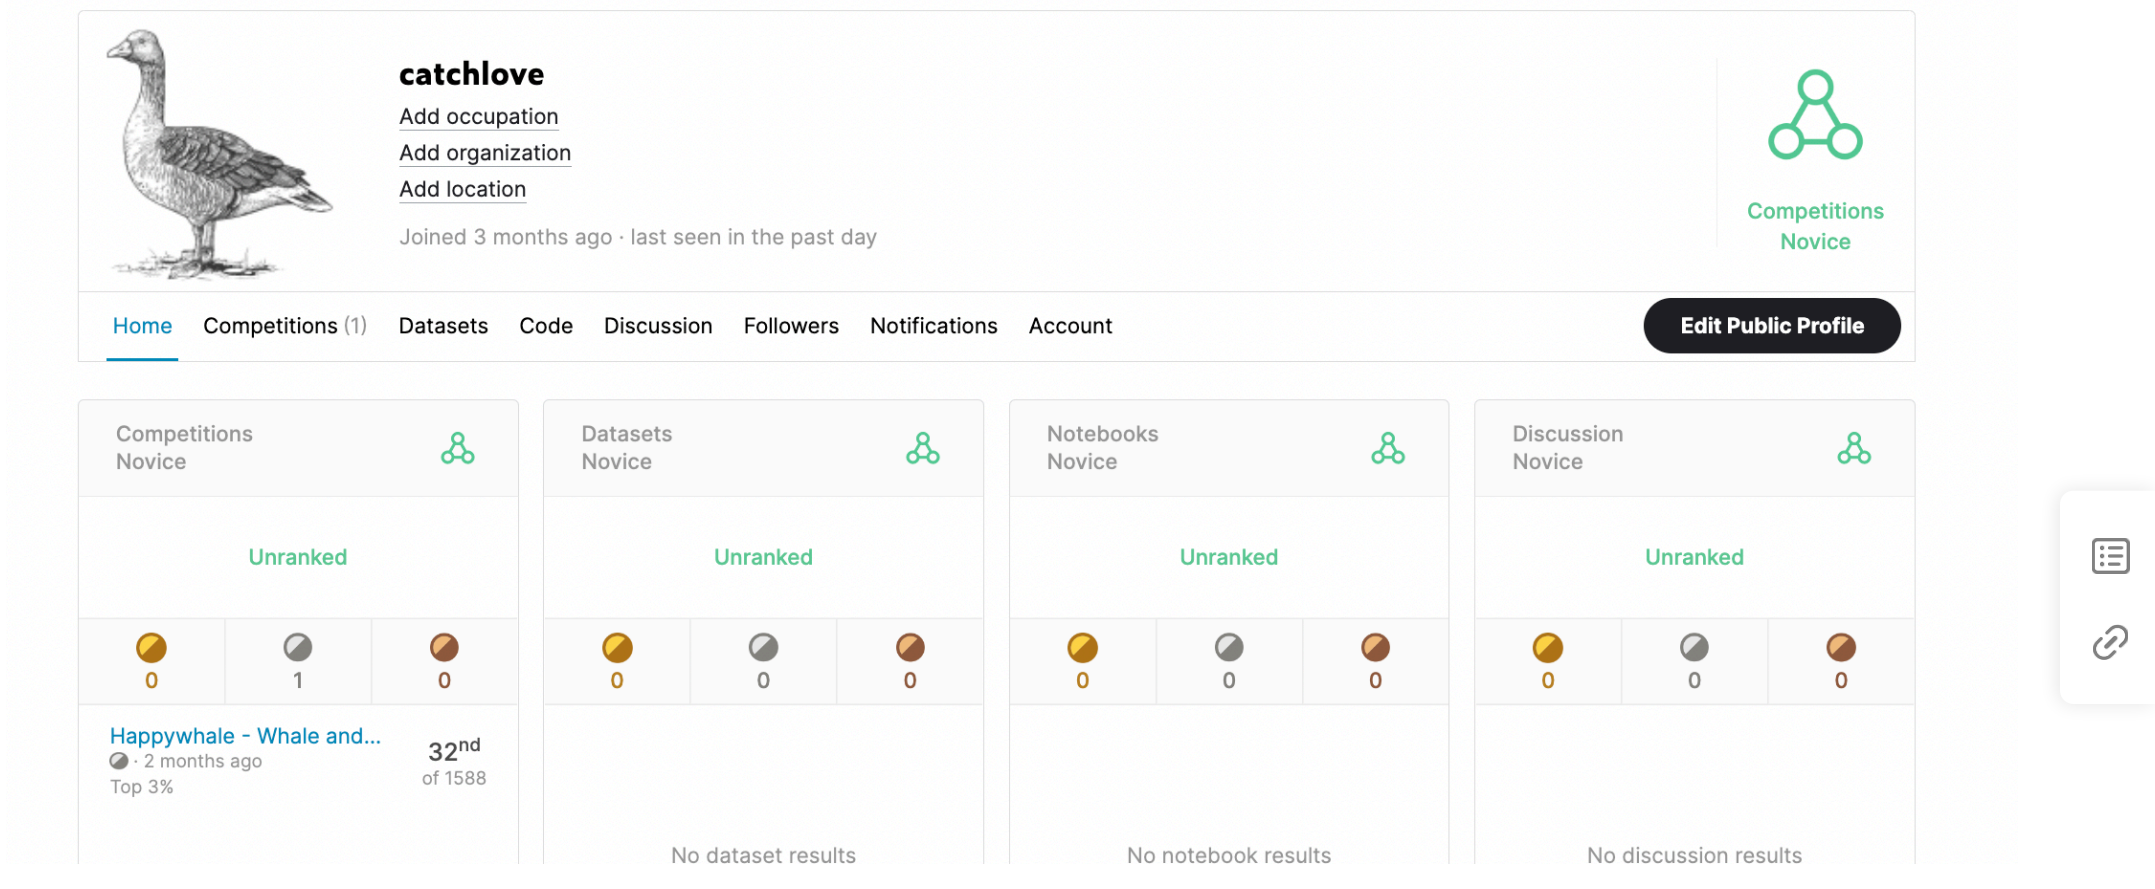 catchlove
Add occupation
Add organization
Add location
Joined 3 months ago · last seen in the past day
Competitions
Novice
Home Competitions (1) Datasets Code Discussion Followers Notifications Account Edit Public Profile
Competitions
Novice
Unranked
0 1 0
Happywhale - Whale and...
· 2 months ago
Top 3%
32nd
of 1588
Datasets
Novice
Unranked
0 0 0
No dataset results
Notebooks
Novice
Unranked
0 0 0
No notebook results
Discussion
Novice
Unranked
0 0 0
No discussion results